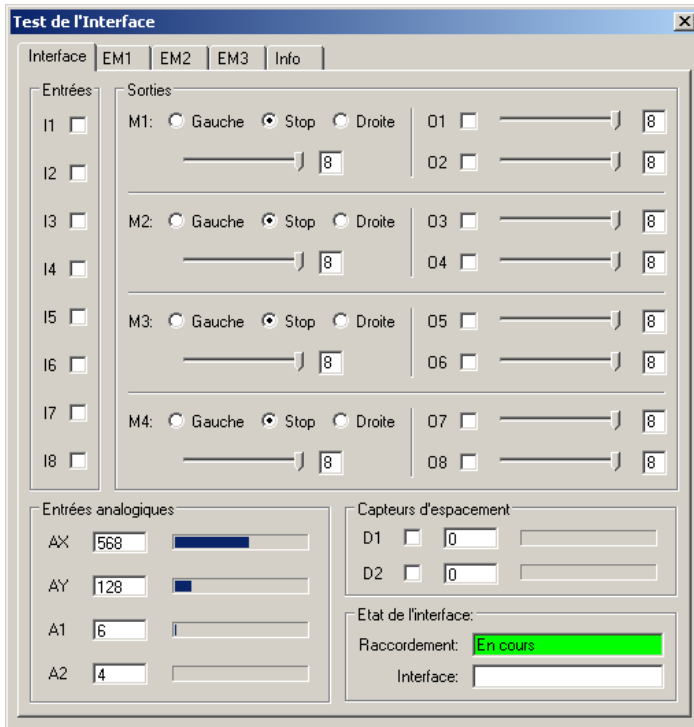 Test de l'Interface
Interface EM1 EM2 EM3 Info
Entrées
I1
I2
I3
I4
I5
I6
I7
I8
Sorties
M1: Gauche Stop Droite
8
O1 8
O2 8
M2: Gauche Stop Droite
8
O3 8
O4 8
M3: Gauche Stop Droite
8
O5 8
O6 8
M4: Gauche Stop Droite
8
O7 8
O8 8
Entrées analogiques
AX 568
AY 128
A1 6
A2 4
Capteurs d'espacement
D1 0
D2 0
Etat de l'interface:
Raccordement: En cours
Interface: